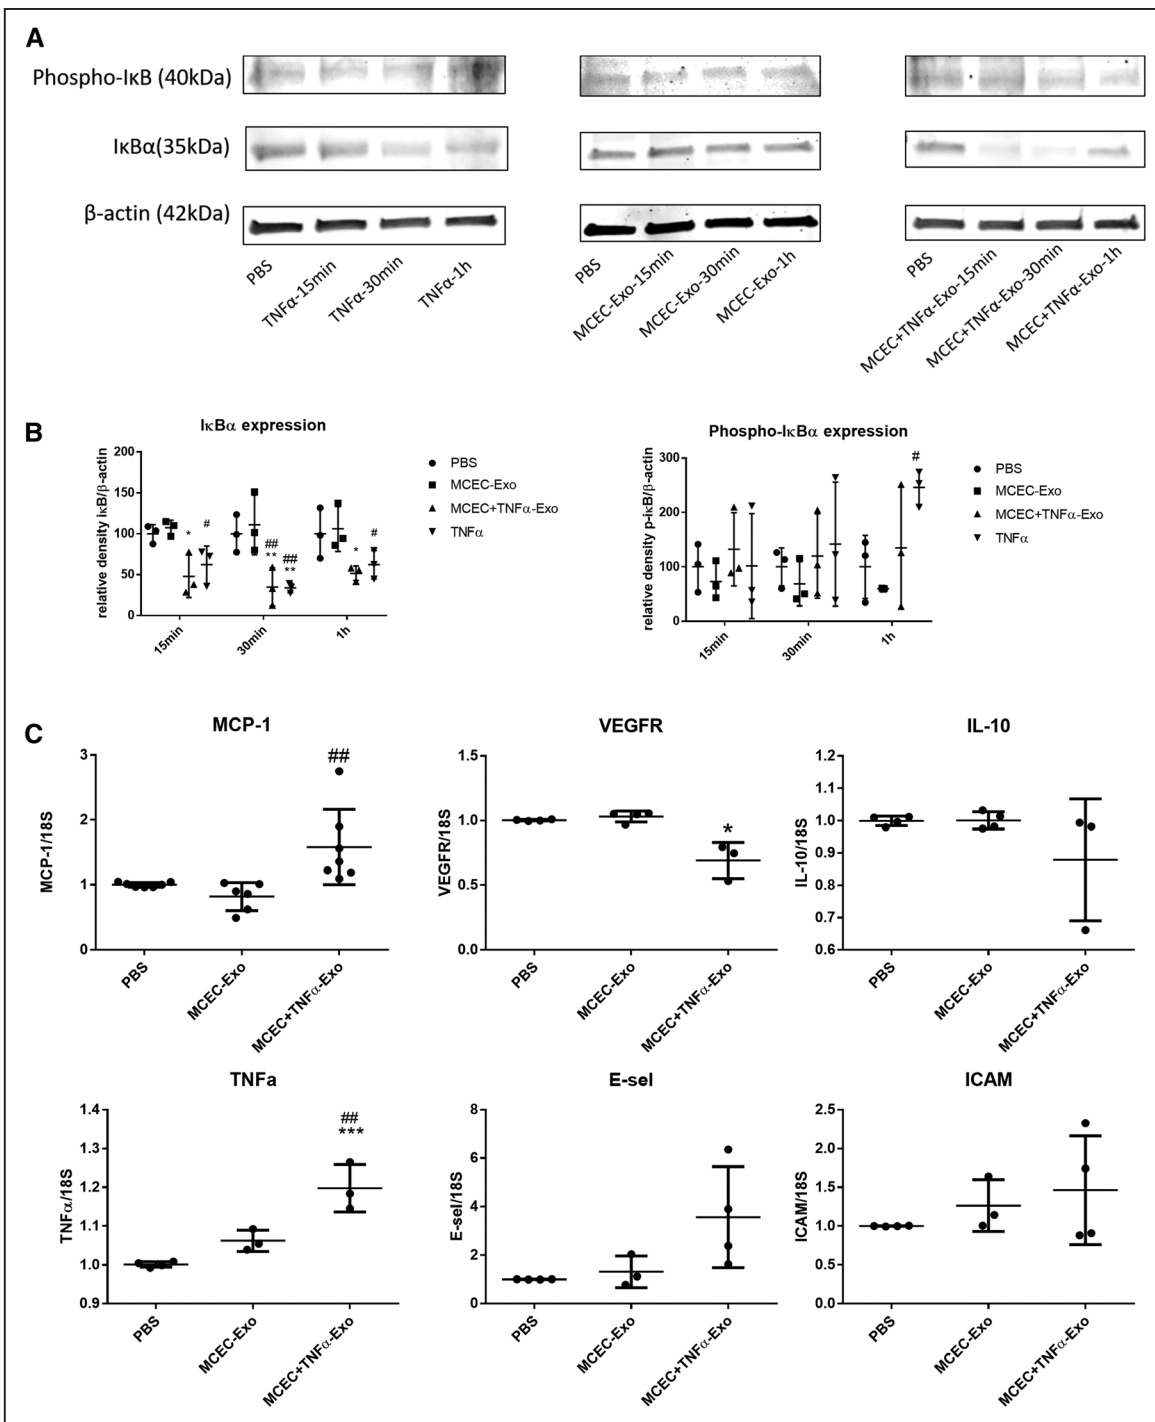 A
Phospho-IκB (40kDa)
IκBα(35kDa)
β-actin (42kDa)
PBS
TNFα-15min
TNFα-30min
TNFα-1h
PBS
MCEC-Exo-15min
MCEC-Exo-30min
MCEC-Exo-1h
PBS
MCEC+TNFα-Exo-15min
MCEC+TNFα-Exo-30min
MCEC+TNFα-Exo-1h
B
IκBα expression
relative density iκB/β-actin
200
150
100
50
0
* # ## ** ## ** * #
15min
30min
1h
PBS
MCEC-Exo
MCEC+TNFα-Exo
TNFα
Phospho-IκBα expression
relative density p-iκB/β-actin
300
200
100
0
#
15min
30min
1h
PBS
MCEC-Exo
MCEC+TNFα-Exo
TNFα
C
MCP-1
MCP-1/18S
3
2
1
0
##
PBS
MCEC-Exo
MCEC+TNFα-Exo
VEGFR
VEGFR/18S
1.5
1.0
0.5
0.0
*
PBS
MCEC-Exo
MCEC+TNFα-Exo
IL-10
IL-10/18S
1.2
1.1
1.0
0.9
0.8
0.7
0.6
PBS
MCEC-Exo
MCEC+TNFα-Exo
TNFa
TNFα/18S
1.4
1.3
1.2
1.1
1.0
0.9
##
***
PBS
MCEC-Exo
MCEC+TNFα-Exo
E-sel
E-sel/18S
8
6
4
2
0
PBS
MCEC-Exo
MCEC+TNFα-Exo
ICAM
ICAM/18S
2.5
2.0
1.5
1.0
0.5
0.0
PBS
MCEC-Exo
MCEC+TNFα-Exo